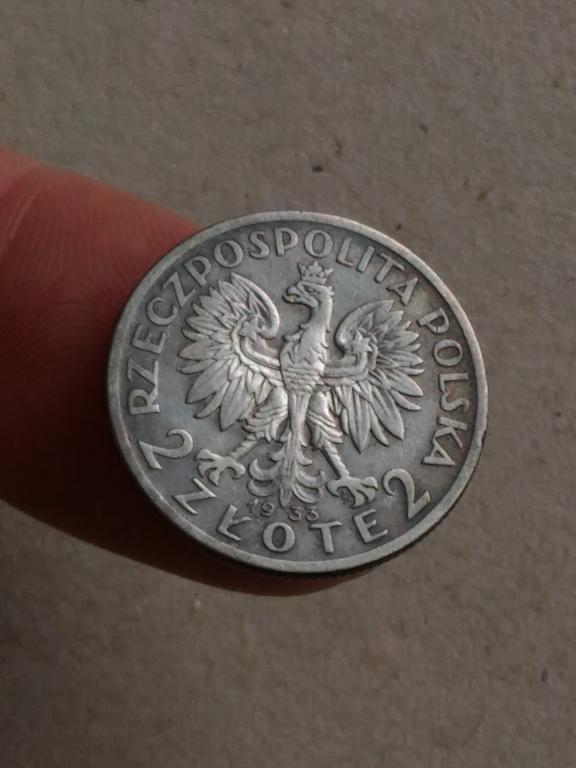 RZECZPOSPOLITA POLSKA
1933
2 ZŁOTE 2